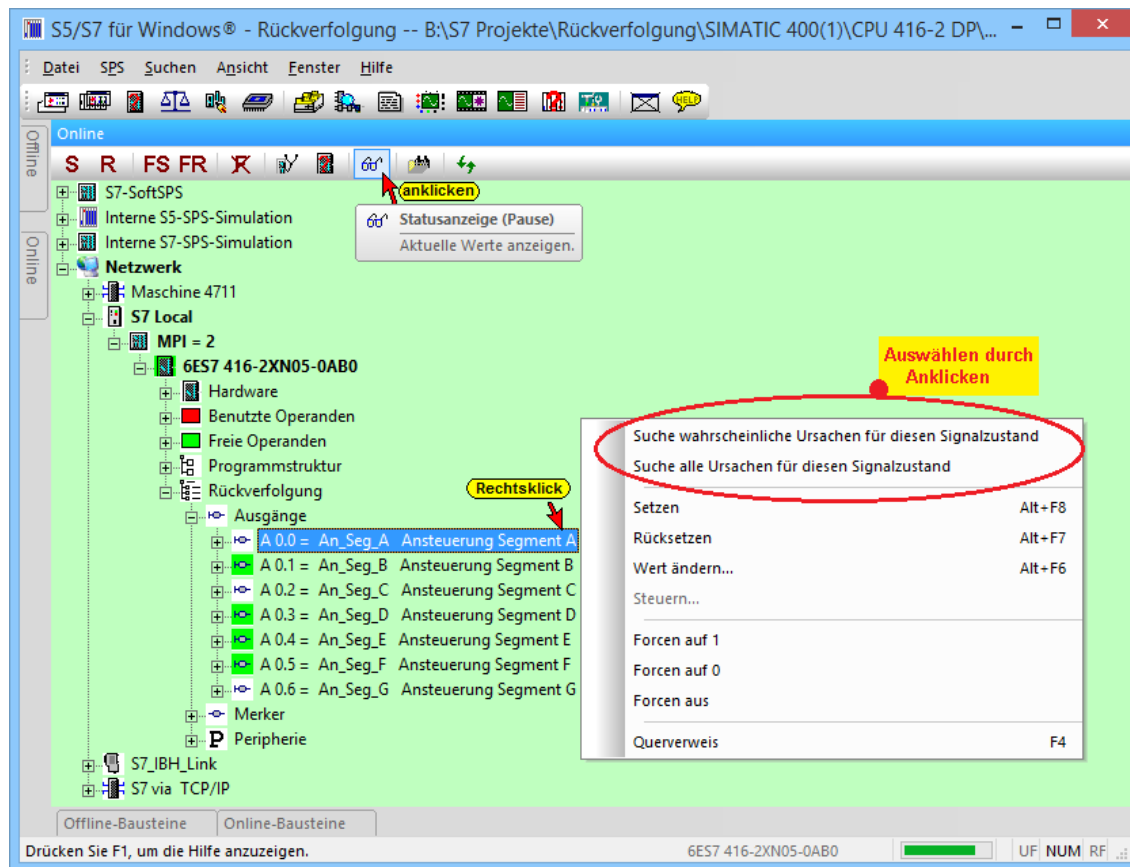 S5/S7 für Windows® - Rückverfolgung -- B:\S7 Projekte\Rückverfolgung\SIMATIC 400(1)\CPU 416-2 DP\...
Datei SPS Suchen Ansicht Fenster Hilfe
HELP
Offline
Online
Online
S R FS FR
anklicken
Statusanzeige (Pause)
Aktuelle Werte anzeigen.
S7-SoftSPS
Interne S5-SPS-Simulation
Interne S7-SPS-Simulation
Netzwerk
Maschine 4711
S7 Local
MPI = 2
6ES7 416-2XN05-0AB0
Hardware
Benutzte Operanden
Freie Operanden
Programmstruktur
Rückverfolgung
Rechtsklick
Ausgänge
A 0.0 = An_Seg_A Ansteuerung Segment A
A 0.1 = An_Seg_B Ansteuerung Segment B
A 0.2 = An_Seg_C Ansteuerung Segment C
A 0.3 = An_Seg_D Ansteuerung Segment D
A 0.4 = An_Seg_E Ansteuerung Segment E
A 0.5 = An_Seg_F Ansteuerung Segment F
A 0.6 = An_Seg_G Ansteuerung Segment G
Merker
P Peripherie
S7_IBH_Link
S7 via TCP/IP
Auswählen durch
Anklicken
Suche wahrscheinliche Ursachen für diesen Signalzustand
Suche alle Ursachen für diesen Signalzustand
Setzen Alt+F8
Rücksetzen Alt+F7
Wert ändern... Alt+F6
Steuern...
Forcen auf 1
Forcen auf 0
Forcen aus
Querverweis F4
Offline-Bausteine Online-Bausteine
Drücken Sie F1, um die Hilfe anzuzeigen. 6ES7 416-2XN05-0AB0 UF NUM RF